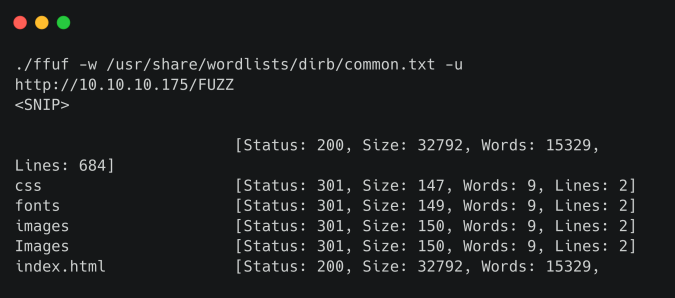 ./ffuf -w /usr/share/wordlists/dirb/common.txt -u
http://10.10.10.175/FUZZ
<SNIP>
[Status: 200, Size: 32792, Words: 15329,
Lines: 684]
css [Status: 301, Size: 147, Words: 9, Lines: 2]
fonts [Status: 301, Size: 149, Words: 9, Lines: 2]
images [Status: 301, Size: 150, Words: 9, Lines: 2]
Images [Status: 301, Size: 150, Words: 9, Lines: 2]
index.html [Status: 200, Size: 32792, Words: 15329,